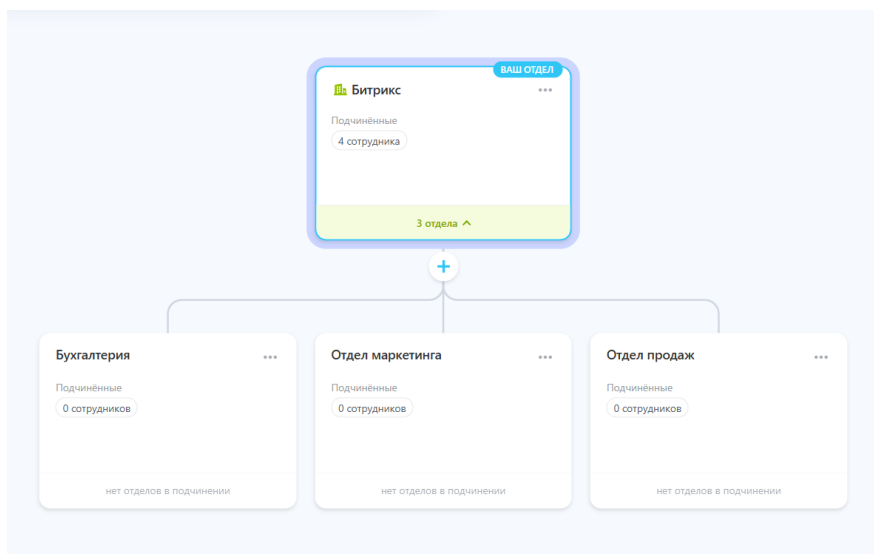 ВАШ ОТДЕЛ
Битрикс
Подчинённые
4 сотрудника
3 отдела
Бухгалтерия
Подчинённые
0 сотрудников
нет отделов в подчинении
Отдел маркетинга
Подчинённые
0 сотрудников
нет отделов в подчинении
Отдел продаж
Подчинённые
0 сотрудников
нет отделов в подчинении